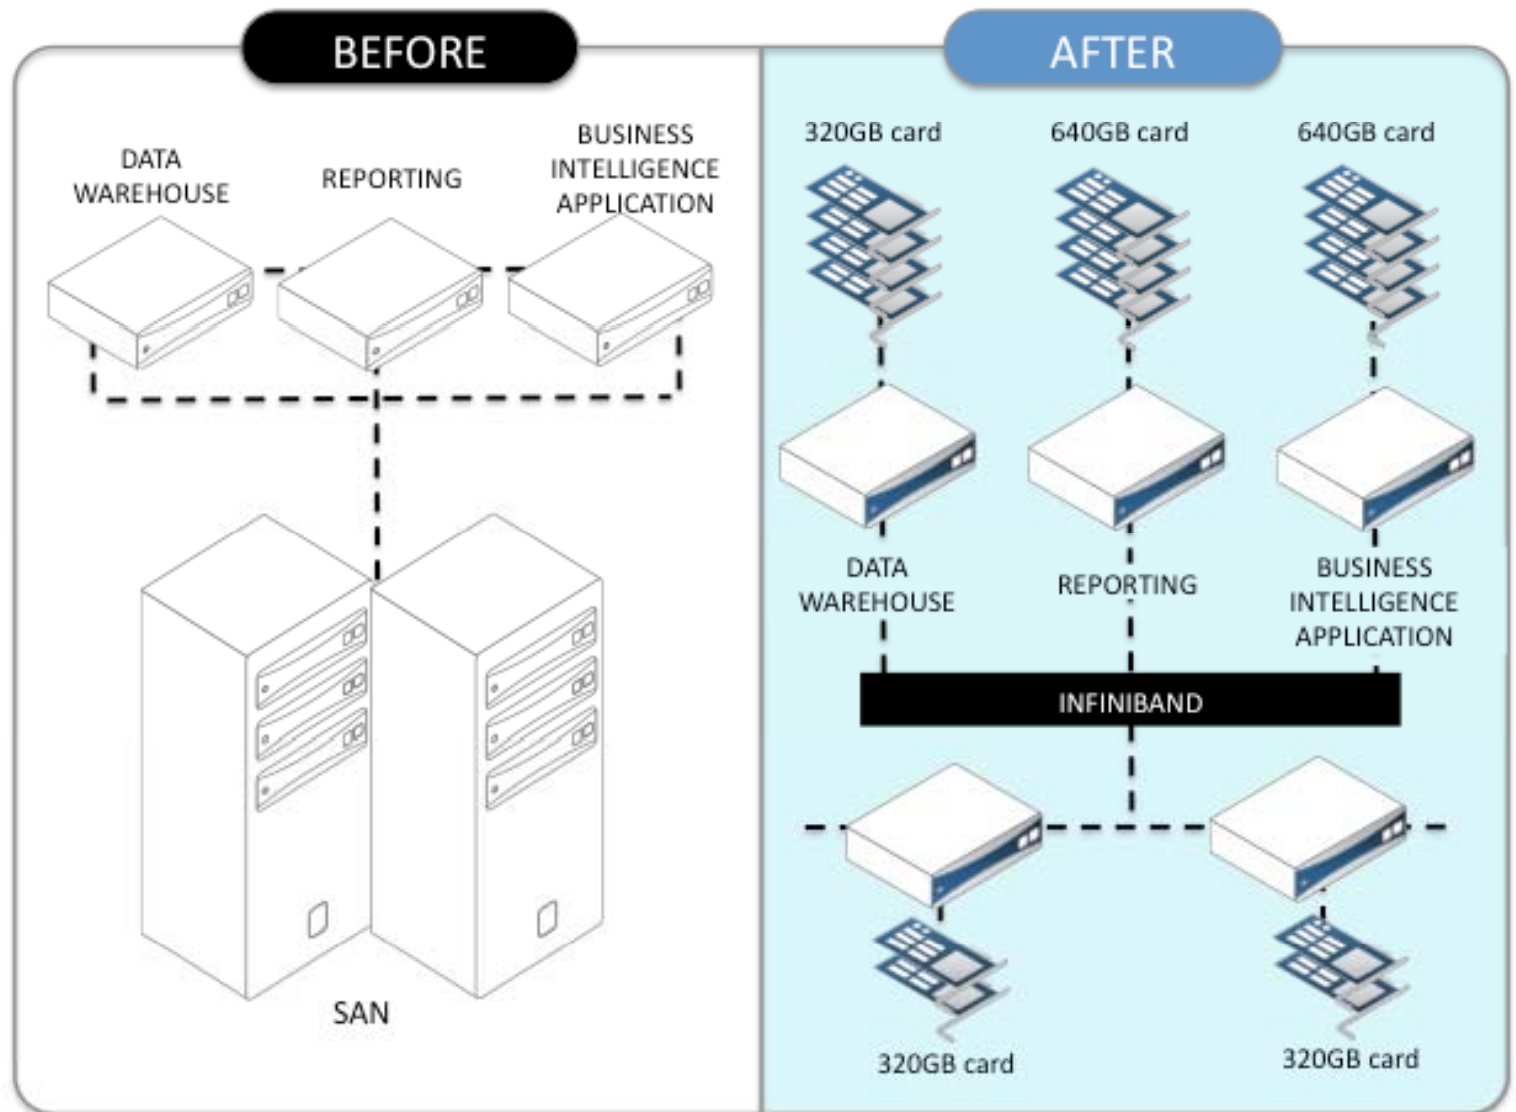 BEFORE
DATA
WAREHOUSE
REPORTING
BUSINESS
INTELLIGENCE
APPLICATION
SAN
AFTER
320GB card
640GB card
640GB card
DATA
WAREHOUSE
REPORTING
BUSINESS
INTELLIGENCE
APPLICATION
INFINIBAND
320GB card
320GB card